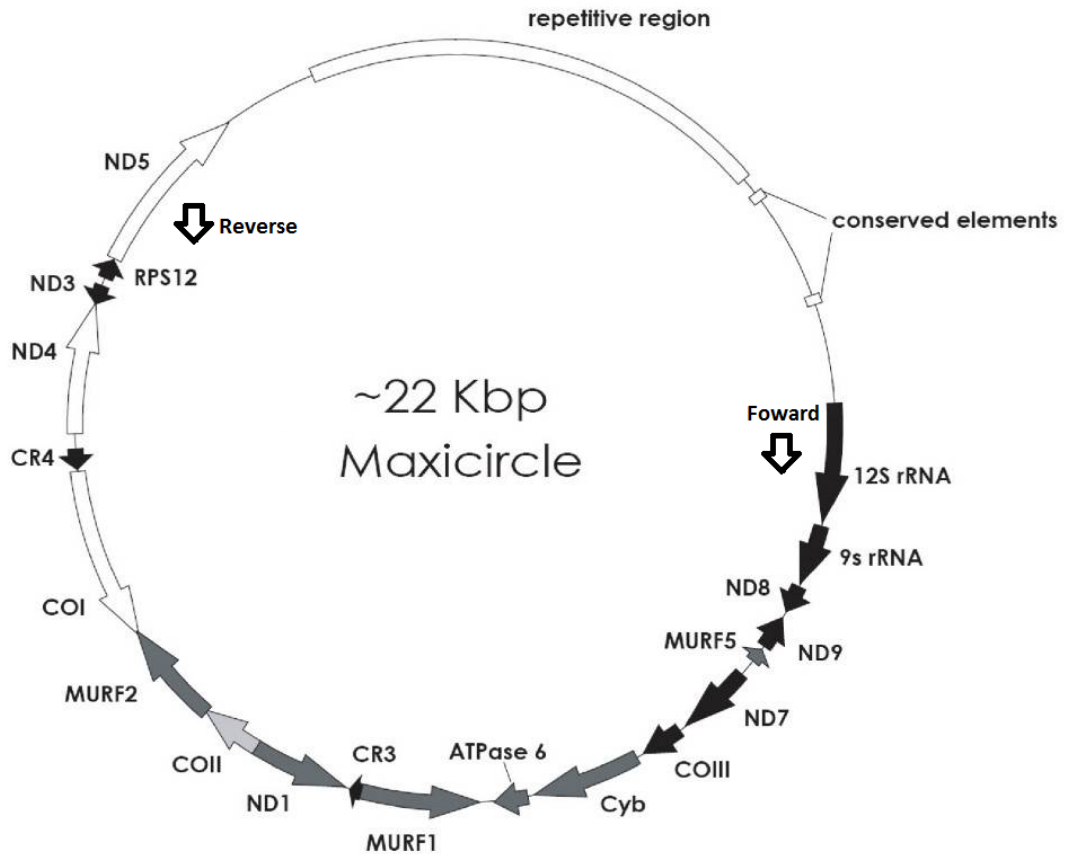 repetitive region
ND5
Reverse
conserved elements
ND3
RPS12
ND4
~22 Kbp
Maxicircle
Foward
CR4
12S rRNA
9s rRNA
ND8
COI
MURF5
ND9
MURF2
ND7
CR3
ATPase 6
COII
COIII
ND1
Cyb
MURF1